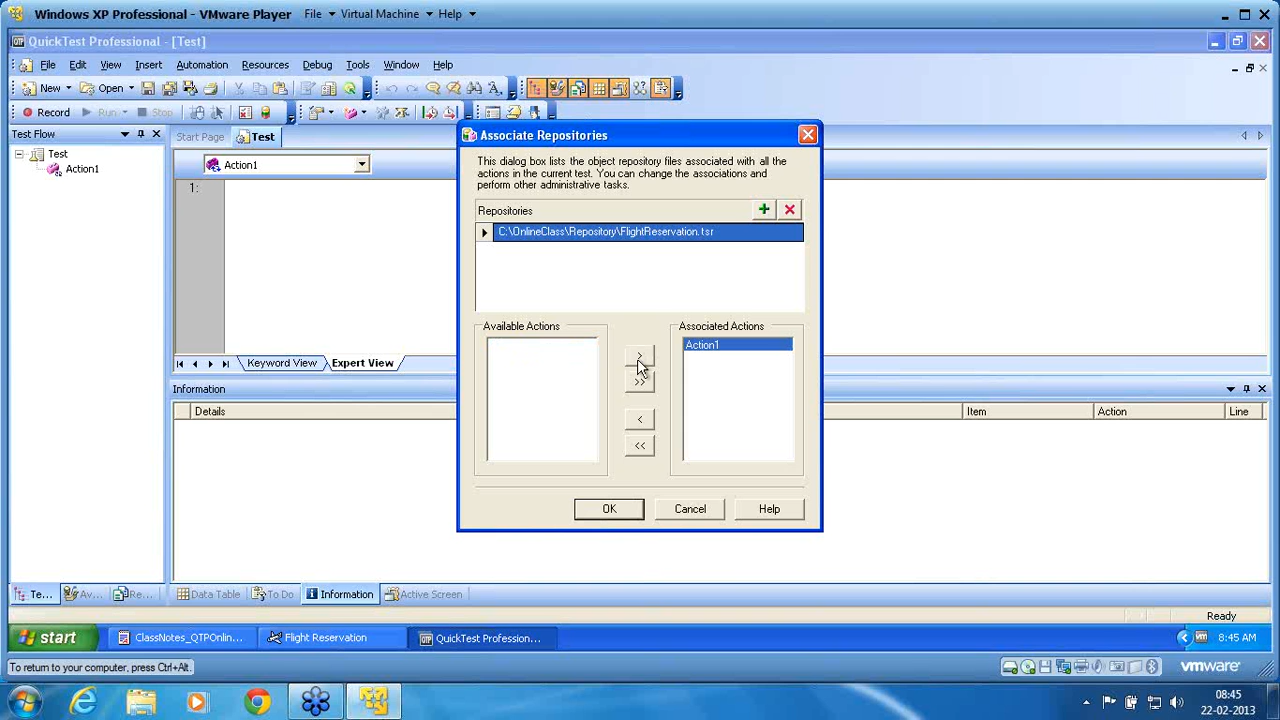 Windows XP Professional - VMware Player File Virtual Machine Help
QuickTest Professional - [Test]
File Edit View Insert Automation Resources Debug Tools Window Help
New Open
Record Run Stop
Test Flow
Test
Action1
Start Page Test
Action1
1:
Keyword View Expert View
Associate Repositories
This dialog box lists the object repository files associated with all the
actions in the current test. You can change the associations and
perform other administrative tasks.
Repositories
C:\OnlineClass\Repository\FlightReservation.tsr
Available Actions
Associated Actions
Action1
>
>>
<
<<
OK Cancel Help
Information
Details Item Action Line
Te... Av... Re... Data Table To Do Information Active Screen
Ready
start ClassNotes_QTPOnlin... Flight Reservation QuickTest Profession... 8:45 AM
To return to your computer, press Ctrl+Alt. vmware
08:45
22-02-2013